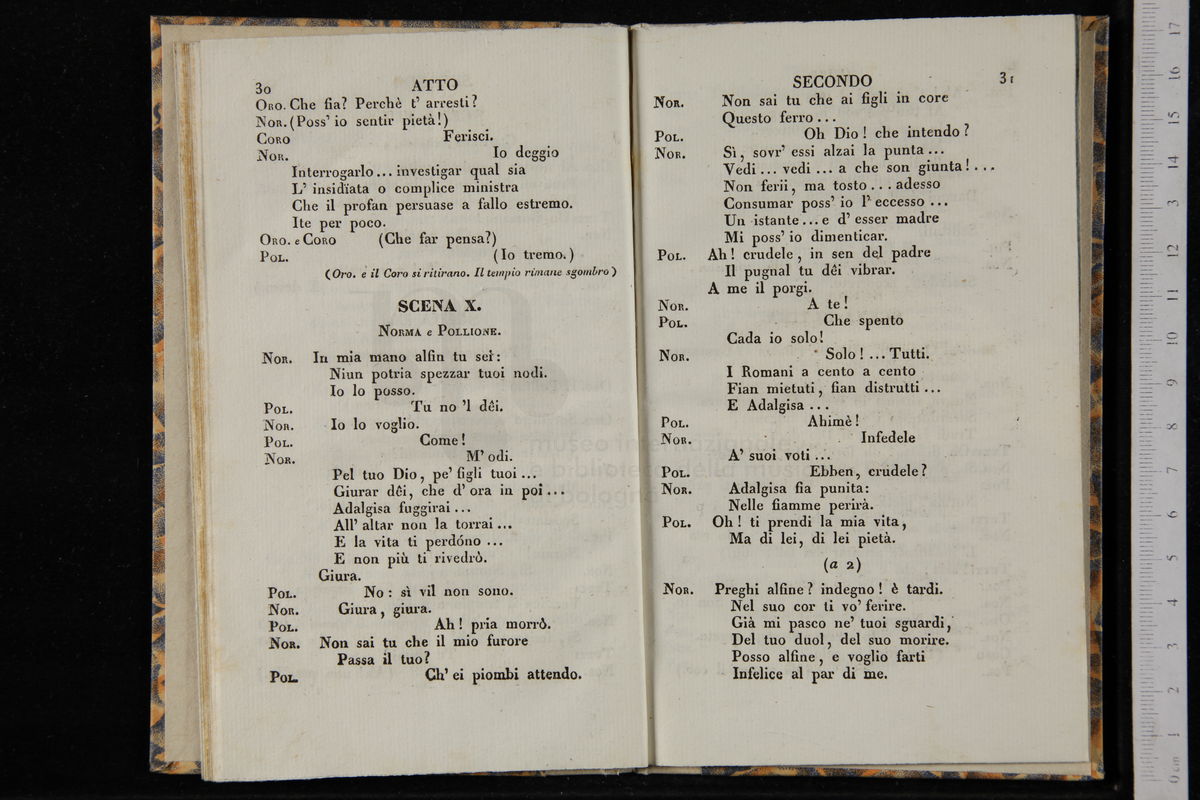 30 ATTO
ORO. Che fia? Perchè t' arresti?
NOR. (Poss' io sentir pietà!)
CORO Ferisci.
NOR. Io deggio
Interrogarlo... investigar qual sia
L' insidïata o complice ministra
Che il profan persuase a fallo estremo.
Ite per poco.
ORO. e CORO (Che far pensa?)
POL. (Io tremo.)
(Oro. e il Coro si ritirano. Il tempio rimane sgombro)
SCENA X.
NORMA e POLLIONE.
NOR. In mia mano alfin tu sei:
Niun potria spezzar tuoi nodi.
Io lo posso.
POL. Tu no 'l dêi.
NOR. Io lo voglio.
POL. Come!
NOR. M' odi.
Pel tuo Dio, pe' figli tuoi...
Giurar dêi, che d' ora in poi...
Adalgisa fuggirai...
All' altar non la torrai...
E la vita ti perdóno...
E non più ti rivedrò.
Giura.
POL. No: sì vil non sono.
NOR. Giura, giura.
POL. Ah! pria morrò.
NOR. Non sai tu che il mio furore
Passa il tuo?
POL. Ch' ei piombi attendo.
SECONDO 31
NOR. Non sai tu che ai figli in core
Questo ferro...
POL. Oh Dio! che intendo?
NOR. Sì, sovr' essi alzai la punta...
Vedi... vedi... a che son giunta!...
Non ferii, ma tosto... adesso
Consumar poss' io l' eccesso...
Un istante... e d' esser madre
Mi poss' io dimenticar.
POL. Ah! crudele, in sen del padre
Il pugnal tu dêi vibrar.
A me il porgi.
NOR. A te!
POL. Che spento
Cada io solo!
NOR. Solo!... Tutti.
I Romani a cento a cento
Fian mietuti, fian distrutti...
E Adalgisa...
POL. Ahimè!
NOR. Infedele
A' suoi voti...
POL. Ebben, crudele?
NOR. Adalgisa fia punita:
Nelle fiamme perirà.
POL. Oh! ti prendi la mia vita,
Ma di lei, di lei pietà.
(a 2)
NOR. Preghi alfine? indegno! è tardi.
Nel suo cor ti vo' ferire.
Già mi pasco ne' tuoi sguardi,
Del tuo duol, del suo morire.
Posso alfine, e voglio farti
Infelice al par di me.